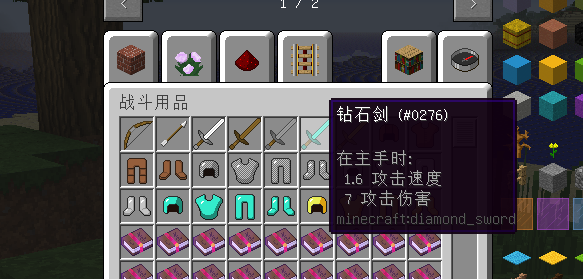 1 / 2
战斗用品
钻石剑 (#0276)
在主手时:
1.6 攻击速度
7 攻击伤害
minecraft:diamond_sword